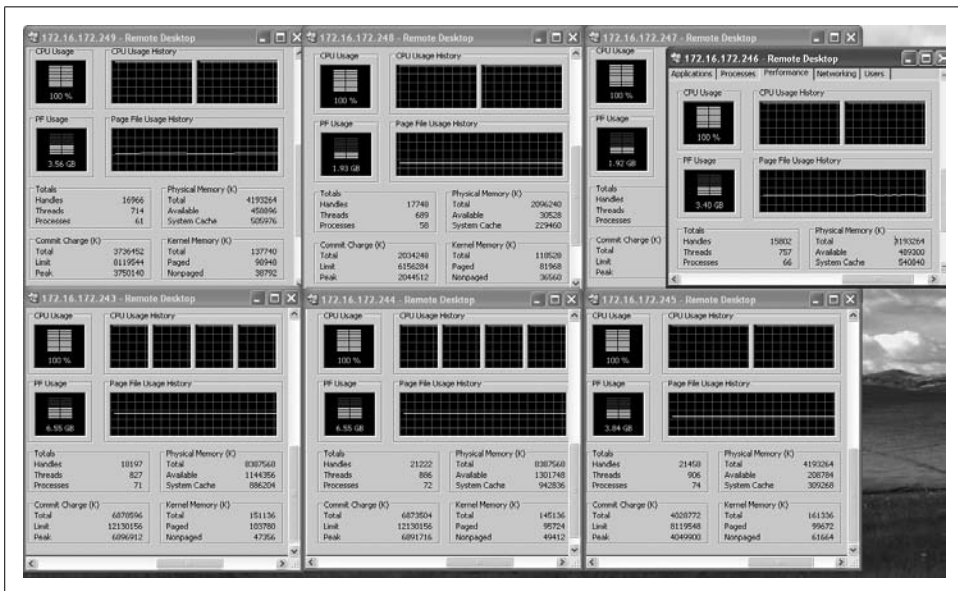 172.16.172.249 - Remote Desktop
CPU Usage
CPU Usage History
100 %
PF Usage
Page File Usage History
3.56 GB
Totals
Handles 16966
Threads 714
Processes 61
Physical Memory (K)
Total 4193264
Available 458896
System Cache 505976
Commit Charge (K)
Total 3736452
Limit 8119544
Peak 3750140
Kernel Memory (K)
Total 137740
Paged 98940
Nonpaged 38792
172.16.172.248 - Remote Desktop
CPU Usage
CPU Usage History
100 %
PF Usage
Page File Usage History
1.93 GB
Totals
Handles 17748
Threads 689
Processes 58
Physical Memory (K)
Total 2096240
Available 30528
System Cache 229460
Commit Charge (K)
Total 2034248
Limit 6156284
Peak 2044512
Kernel Memory (K)
Total 118528
Paged 81968
Nonpaged 36560
172.16.172.247 - Remote Desktop
CPU Usage
100 %
PF Usage
1.92 GB
Totals
Handles
Threads
Processes
Commit Charge (K)
Total
Limit
Peak
172.16.172.246 - Remote Desktop
Applications Processes Performance Networking Users
CPU Usage
CPU Usage History
100 %
PF Usage
Page File Usage History
3.40 GB
Totals
Handles 15802
Threads 757
Processes 66
Physical Memory (K)
Total 4193264
Available 489300
System Cache 540840
172.16.172.243 - Remote Desktop
CPU Usage
CPU Usage History
100 %
PF Usage
Page File Usage History
6.55 GB
Totals
Handles 18197
Threads 827
Processes 71
Physical Memory (K)
Total 8387560
Available 1144356
System Cache 886204
Commit Charge (K)
Total 6878596
Limit 12130156
Peak 6896912
Kernel Memory (K)
Total 151136
Paged 103780
Nonpaged 47356
172.16.172.244 - Remote Desktop
CPU Usage
CPU Usage History
100 %
PF Usage
Page File Usage History
6.55 GB
Totals
Handles 21222
Threads 886
Processes 72
Physical Memory (K)
Total 8387560
Available 1301748
System Cache 942836
Commit Charge (K)
Total 6873504
Limit 12130156
Peak 6891716
Kernel Memory (K)
Total 145136
Paged 95724
Nonpaged 49412
172.16.172.245 - Remote Desktop
CPU Usage
CPU Usage History
100 %
PF Usage
Page File Usage History
3.84 GB
Totals
Handles 21458
Threads 906
Processes 74
Physical Memory (K)
Total 4193264
Available 208784
System Cache 309268
Commit Charge (K)
Total 4028772
Limit 8119548
Peak 4049900
Kernel Memory (K)
Total 161336
Paged 99672
Nonpaged 61664